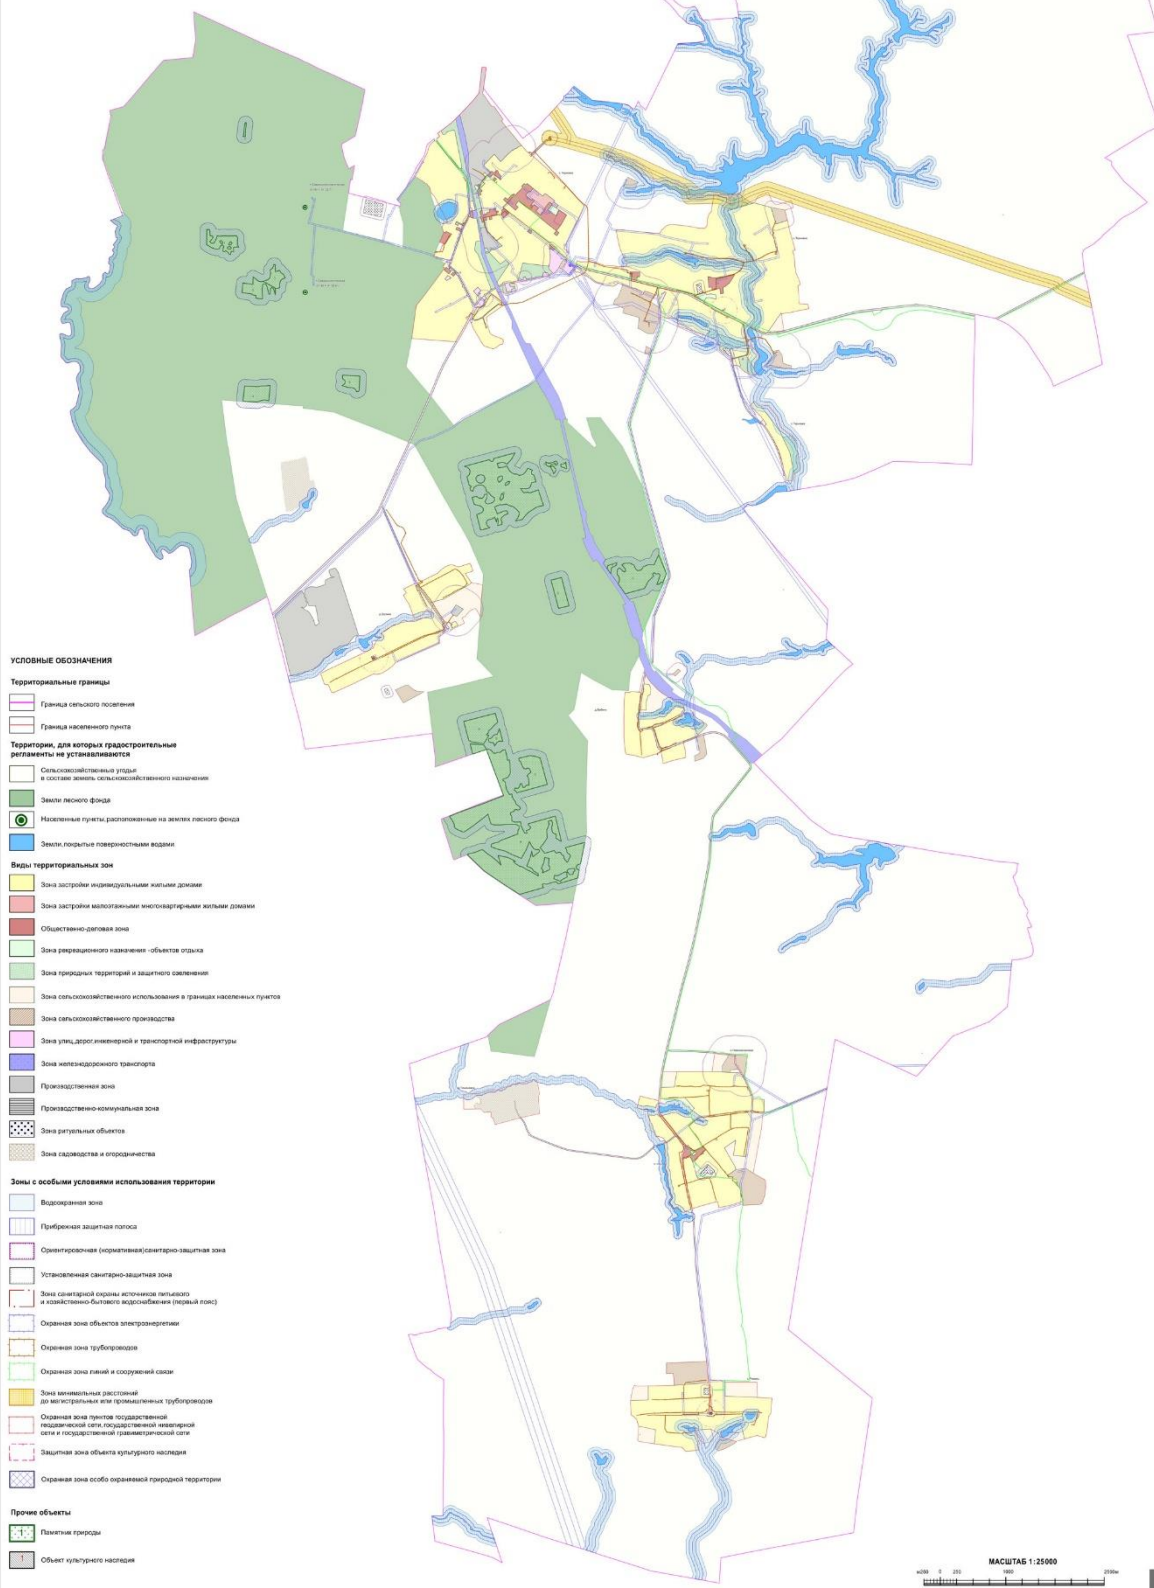 УСЛОВНЫЕ ОБОЗНАЧЕНИЯ
Территориальные границы
Граница сельского поселения
Граница населенного пункта
Территории, для которых градостроительные
регламенты не устанавливаются
Сельскохозяйственные угодья
в составе земель сельскохозяйственного назначения
Земли лесного фонда
Населенные пункты,расположенные на землях лесного фонда
Земли,покрытые поверхностными водами
Виды территориальных зон
Зона застройки индивидуальными жилыми домами
Зона застройки малоэтажными многоквартирными жилыми домами
Общественно-деловая зона
Зона рекреационного назначения -объектов отдыха
Зона природных территорий и защитного озеленения
Зона сельскохозяйственного использования в границах населенных пунктов
Зона сельскохозяйственного производства
Зона улиц,дорог,инженерной и транспортной инфраструктуры
Зона железнодорожного транспорта
Производственная зона
Производственно-коммунальная зона
Зона ритуальных объектов
Зона садоводства и огородничества
Зоны с особыми условиями использования территории
Водоохранная зона
Прибрежная защитная полоса
Ориентировочная (нормативная)санитарно-защитная зона
Установленная санитарно-защитная зона
Зона санитарной охраны источников питьевого
и хозяйственно-бытового водоснабжения (первый пояс)
Охранная зона объектов электроэнергетики
Охранная зона трубопроводов
Охранная зона линий и сооружений связи
Зона минимальных расстояний
до магистральных или промышленных трубопроводов
Охранная зона пунктов государственной
геодезической сети,государственной нивелирной
сети и государственной гравиметрической сети
Защитная зона объекта культурного наследия
Охранная зона особо охраняемой природной территории
Прочие объекты
1
Памятник природы
1
Объект культурного наследия
МАСШТАБ 1:25000